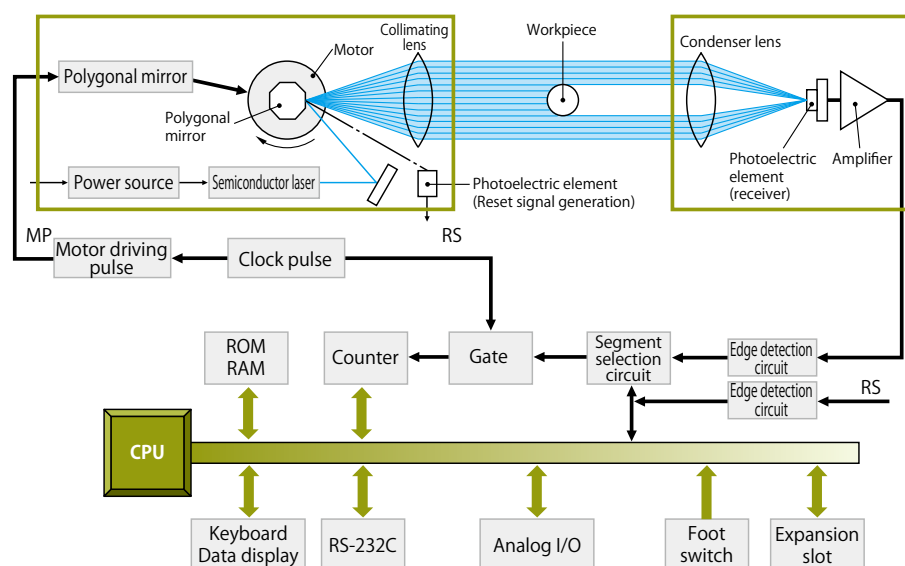 Collimating
lens
Motor
Workpiece
Condenser lens
Polygonal mirror
Polygonal
mirror
Photoelectric
element
(receiver)
Amplifier
Power source
Semiconductor laser
Photoelectric element
(Reset signal generation)
MP
RS
Motor driving
pulse
Clock pulse
ROM
RAM
Counter
Gate
Segment
selection
circuit
Edge detection
circuit
Edge detection
circuit
RS
CPU
Keyboard
Data display
RS-232C
Analog I/O
Foot
switch
Expansion
slot